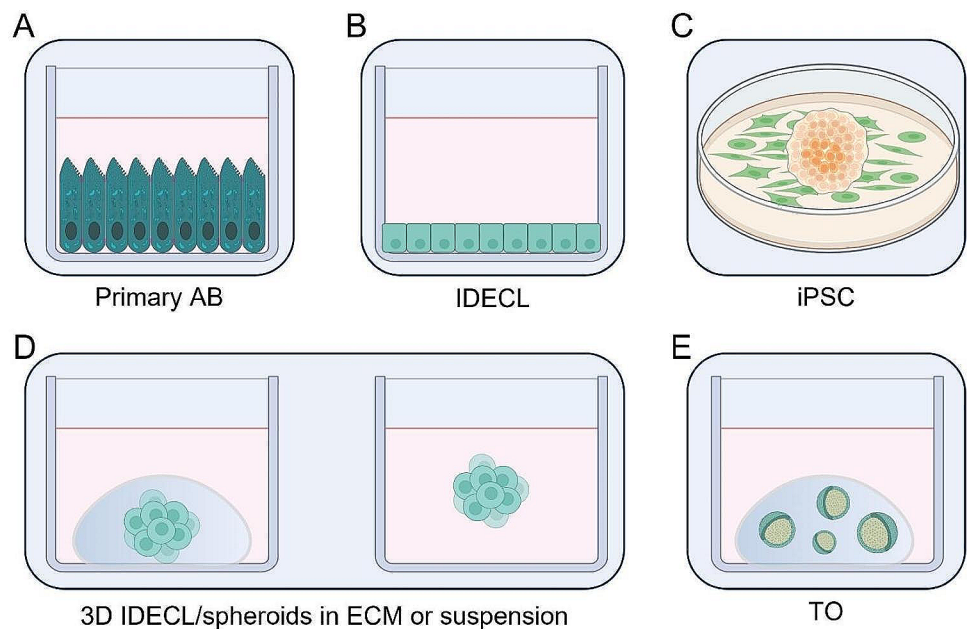 A
B
C
Primary AB
IDECL
iPSC
D
E
3D IDECL/spheroids in ECM or suspension
TO